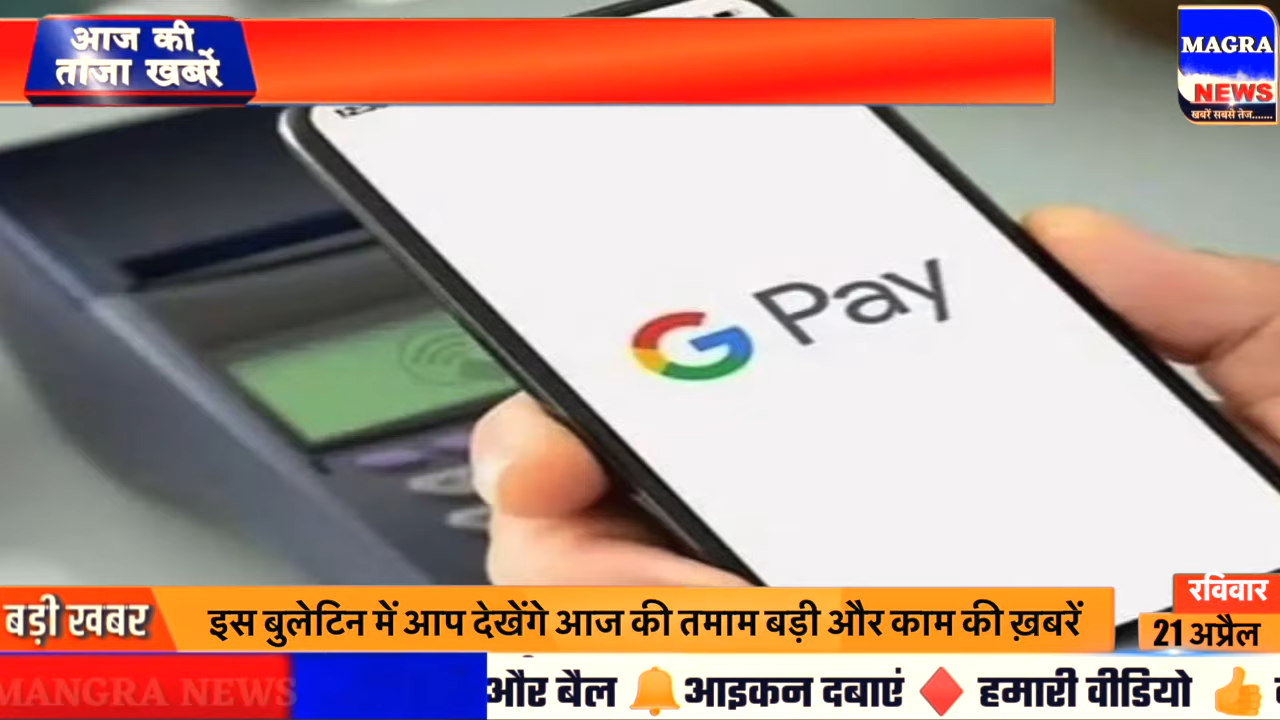 आज की
ताजा खबरें
MAGRA
NEWS
खबरें सबसे तेज.......
G Pay
बड़ी खबर
इस बुलेटिन में आप देखेंगे आज की तमाम बड़ी और काम की ख़बरें
रविवार
21 अप्रैल
MANGRA NEWS
और बैल 🔔 आइकन दबाएं ♦ हमारी वीडियो 👍